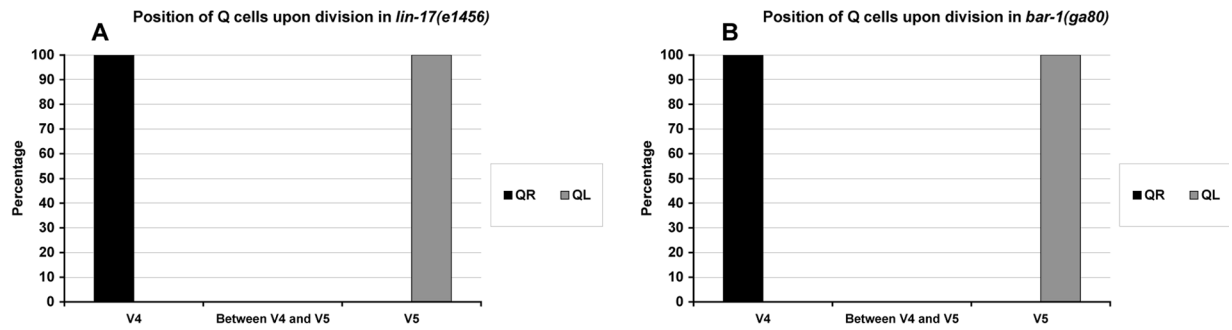 Position of Q cells upon division in lin-17(e1456)
A
100
90
80
70
60
50
40
30
20
10
0
Percentage
V4 Between V4 and V5 V5
QR QL
Position of Q cells upon division in bar-1(ga80)
B
100
90
80
70
60
50
40
30
20
10
0
Percentage
V4 Between V4 and V5 V5
QR QL